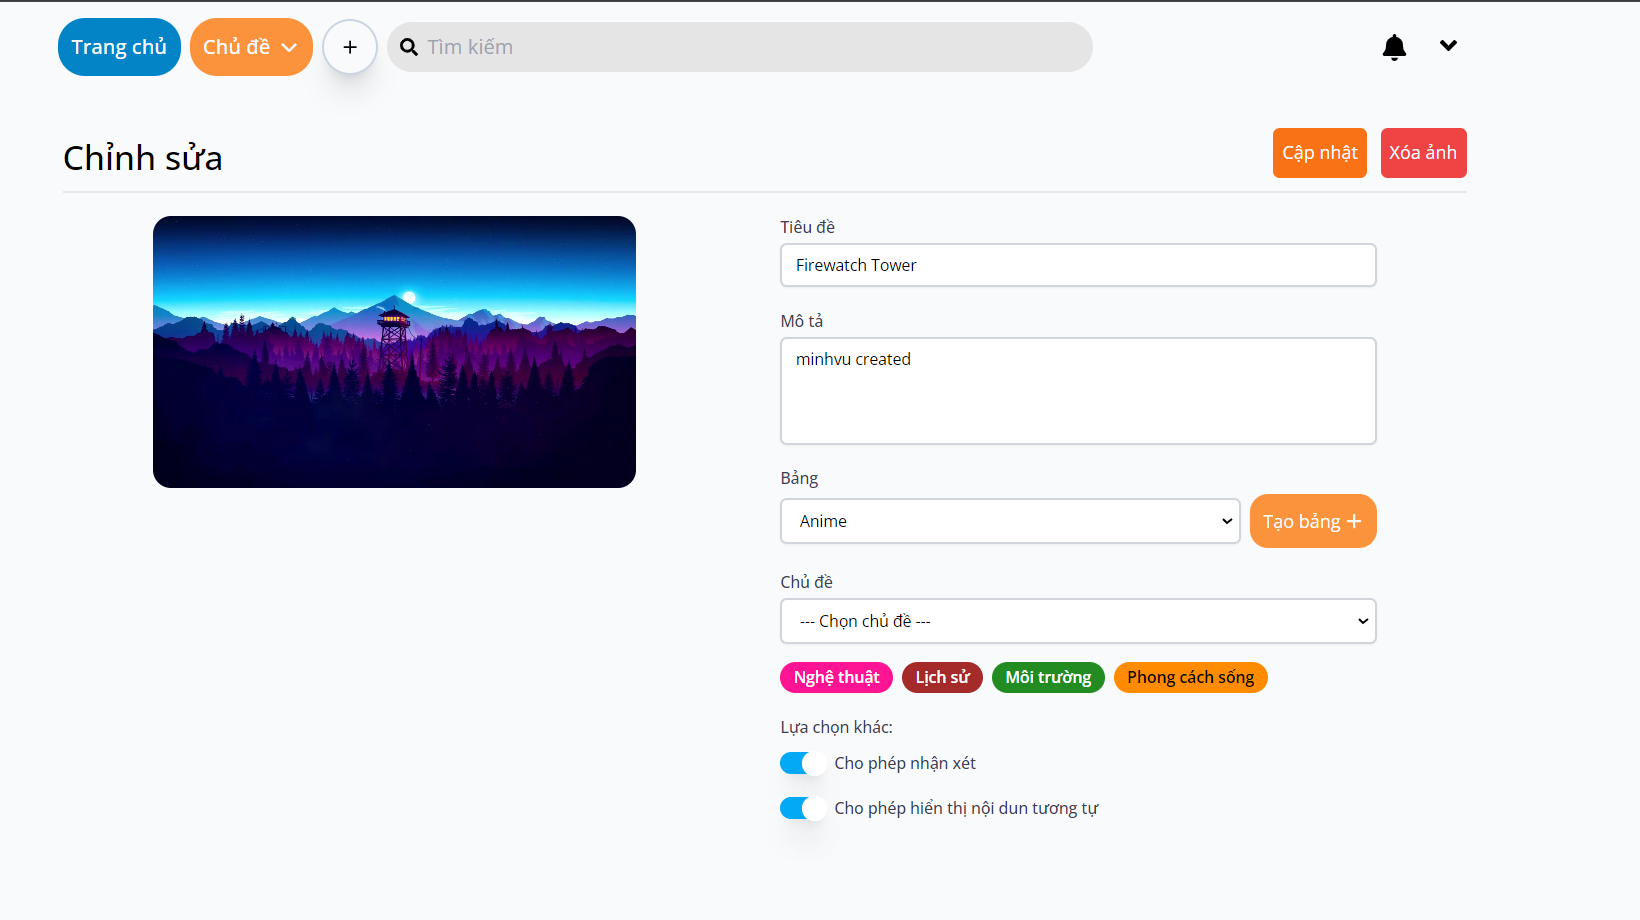 Trang chủ
Chủ đề
Tìm kiếm
Chỉnh sửa
Cập nhật
Xóa ảnh
Tiêu đề
Firewatch Tower
Mô tả
minhvu created
Bảng
Anime
Tạo bảng +
Chủ đề
--- Chọn chủ đề ---
Nghệ thuật
Lịch sử
Môi trường
Phong cách sống
Lựa chọn khác:
Cho phép nhận xét
Cho phép hiển thị nội dun tương tự